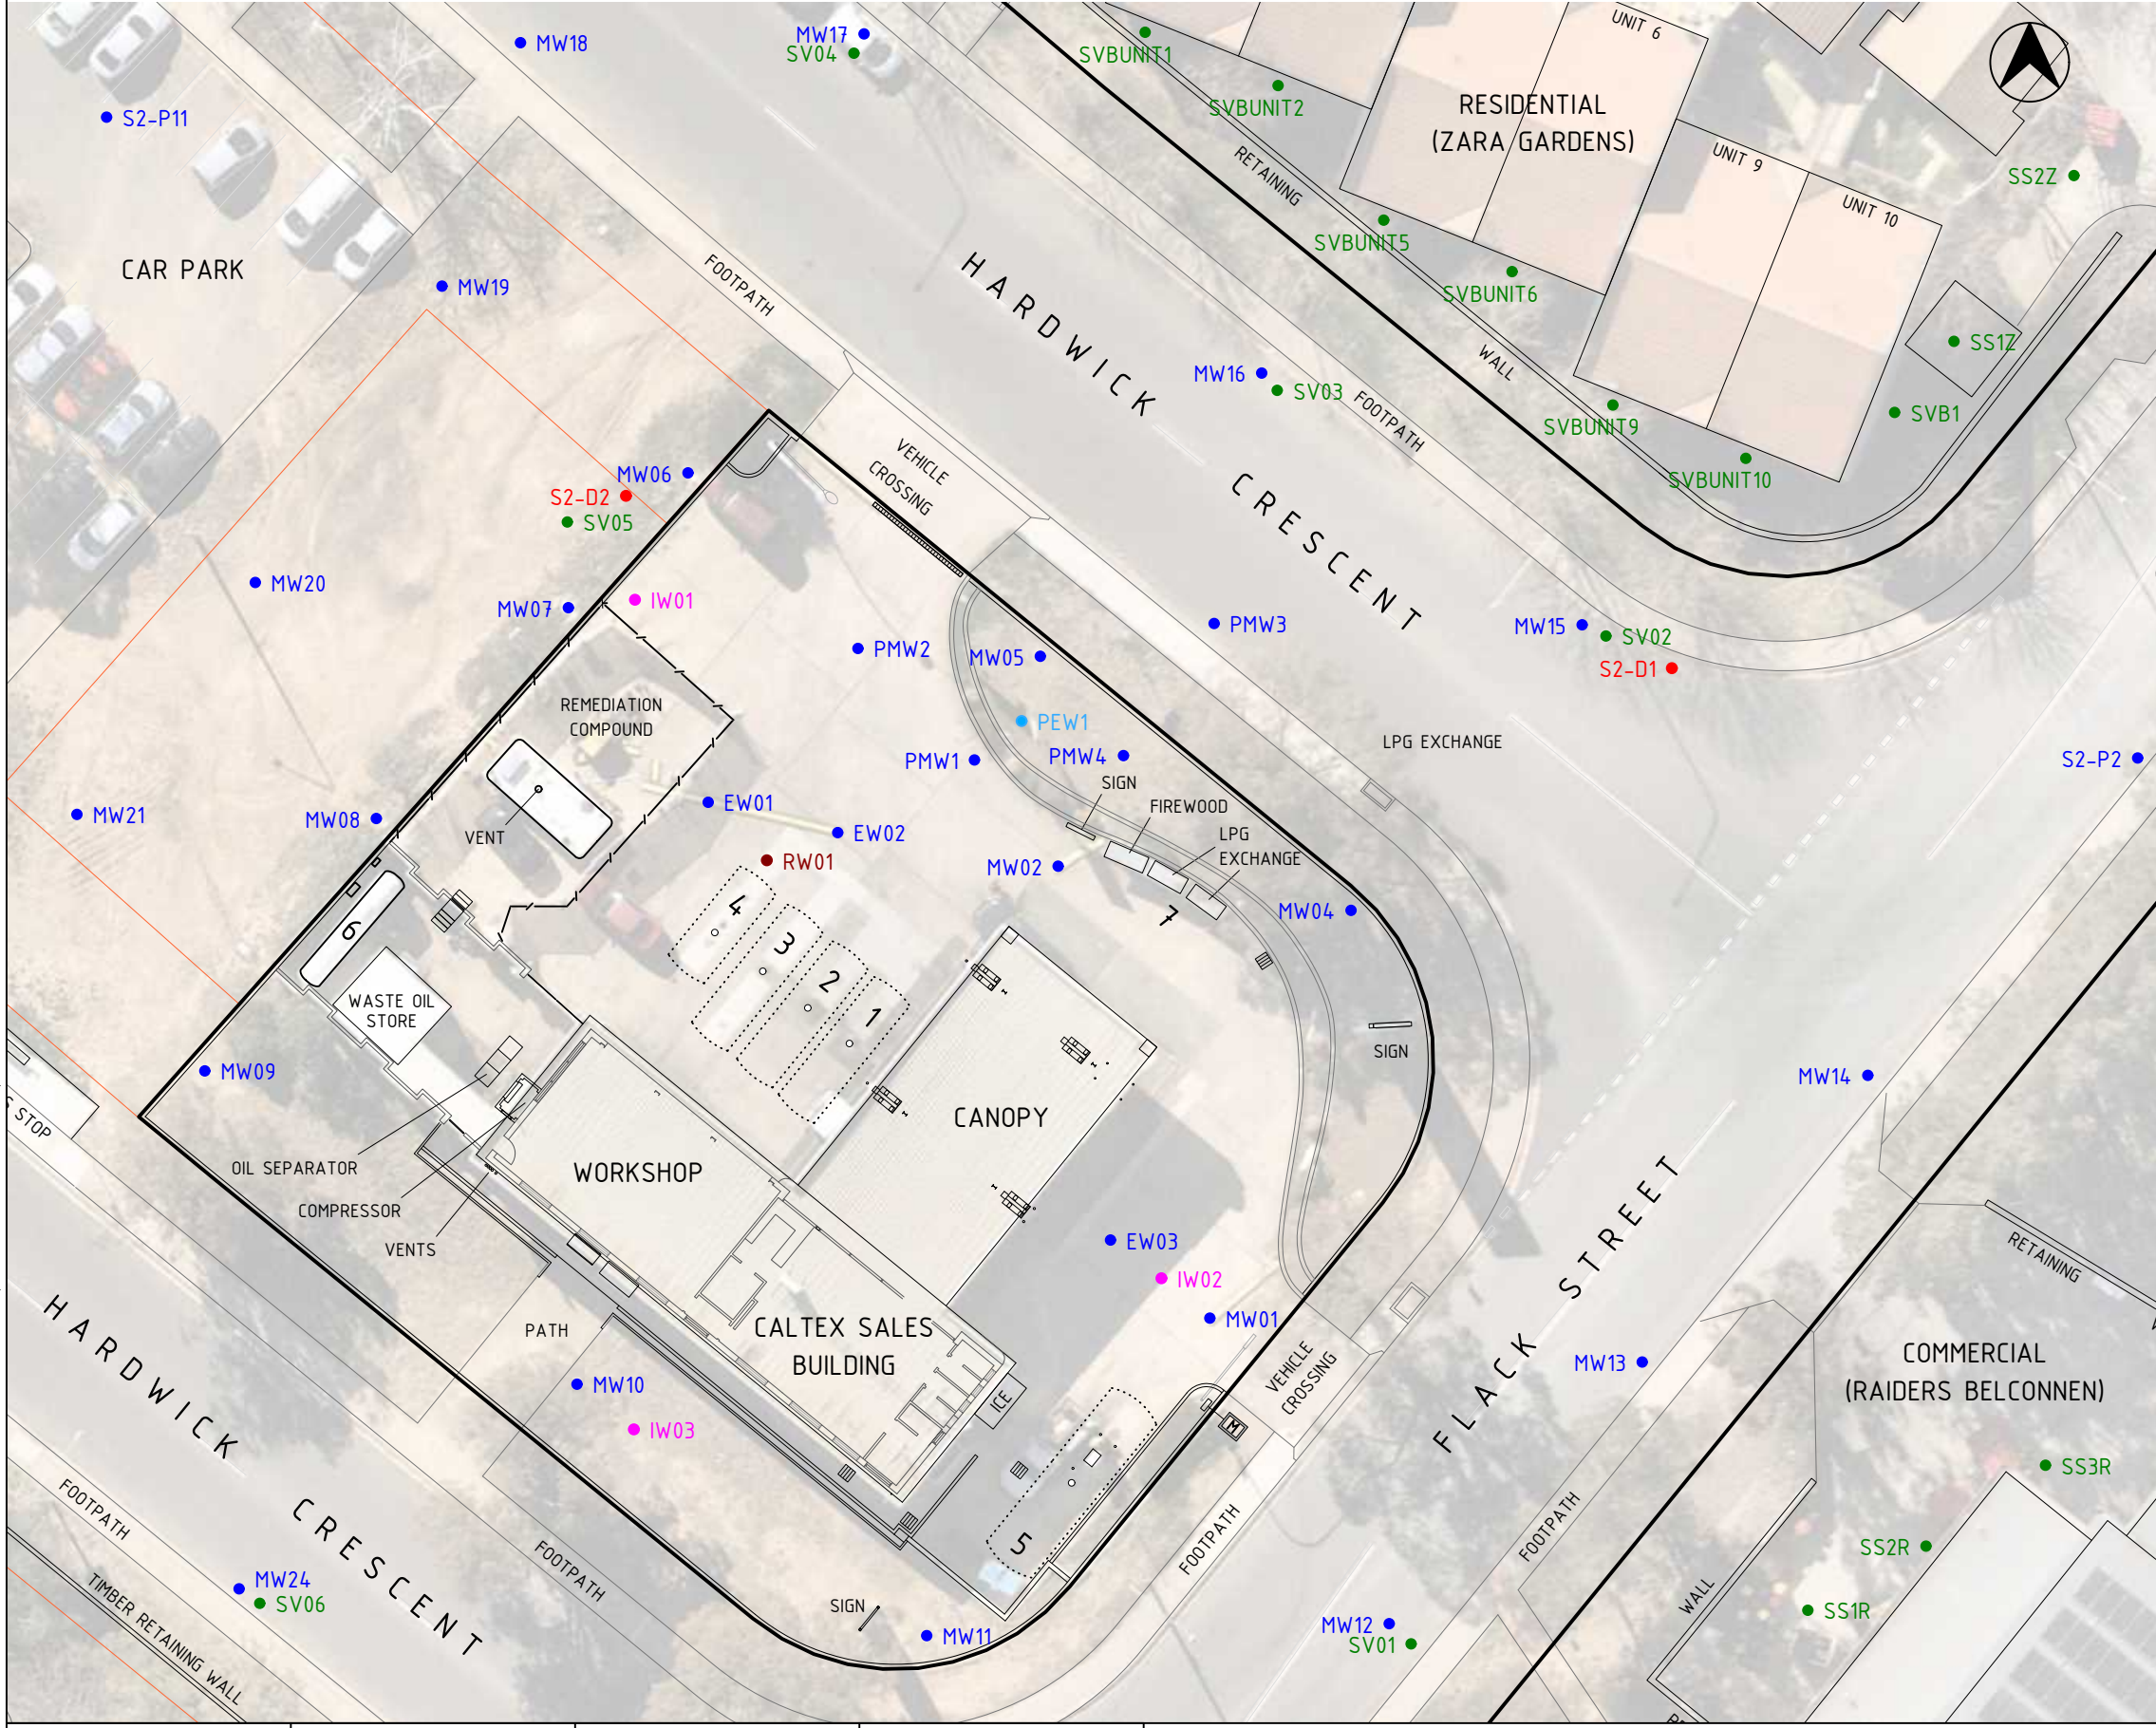 MW18
MW17
SV04
SVBUNIT1
UNIT 6
SVBUNIT2
RESIDENTIAL
(ZARA GARDENS)
S2-P11
UNIT 9
RETAINING
SS2Z
UNIT 10
SVBUNIT5
CAR PARK
MW19
FOOTPATH
HARDWICK
SVBUNIT6
SS1Z
WALL
MW16
SV03
FOOTPATH
SVBUNIT9
SVB1
VEHICLE
CROSSING
MW06
S2-D2
SV05
CRESCENT
SVBUNIT10
MW20
MW07
IW01
PMW2
MW05
PMW3
MW15
SV02
S2-D1
REMEDIATION
COMPOUND
PEW1
PMW1
PMW4
LPG EXCHANGE
S2-P2
SIGN
MW21
MW08
VENT
EW01
EW02
FIREWOOD
LPG
EXCHANGE
RW01
MW02
MW04
7
4
3
2
1
6
WASTE OIL
STORE
SIGN
MW09
MW14
S STOP
CANOPY
OIL SEPARATOR
WORKSHOP
COMPRESSOR
VENTS
EW03
IW02
MW01
FLACK STREET
RETAINING
HARDWICK
PATH
CALTEX SALES
BUILDING
VEHICLE
CROSSING
MW13
COMMERCIAL
(RAIDERS BELCONNEN)
MW10
IW03
ICE
M
SS3R
FOOTPATH
CRESCENT
5
FOOTPATH
FOOTPATH
FOOTPATH
SS2R
MW24
SV06
TIMBER RETAINING WALL
SIGN
MW11
MW12
SV01
WALL
SS1R